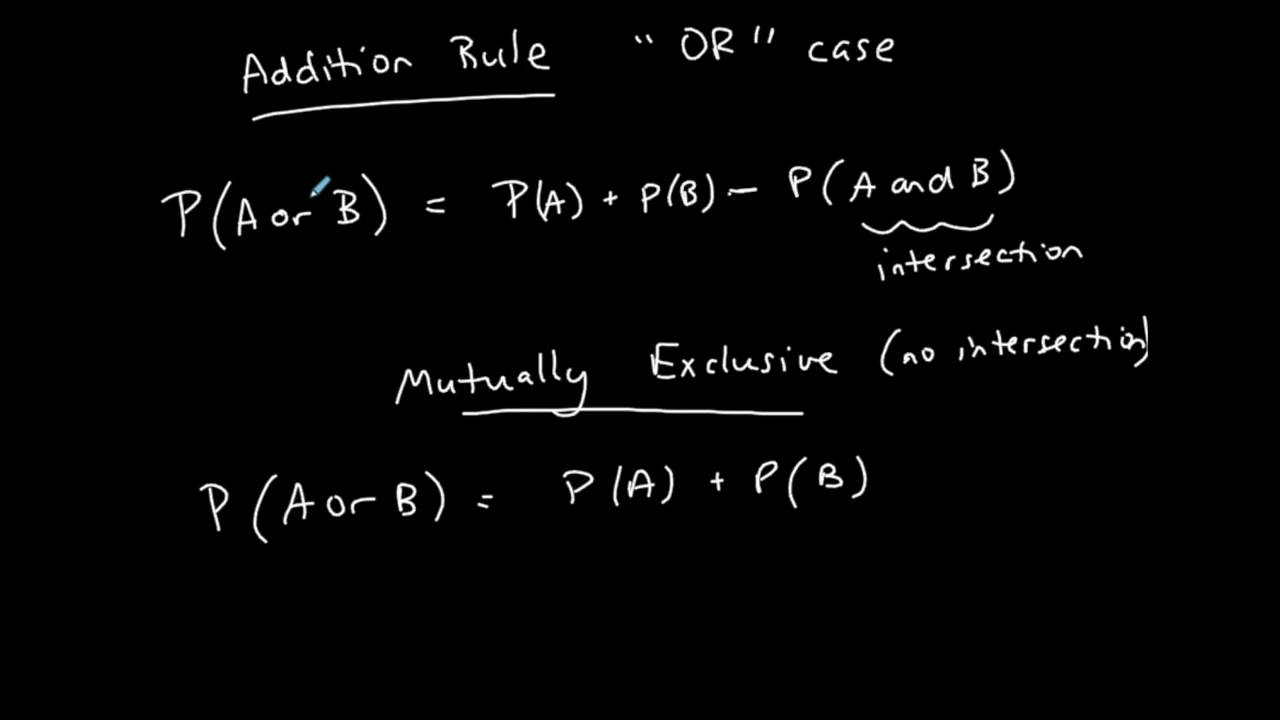 Addition Rule “OR” case
P(A or B) = P(A) + P(B) - P(A and B)
intersection
Mutually Exclusive (no intersection)
P(A or B) = P(A) + P(B)